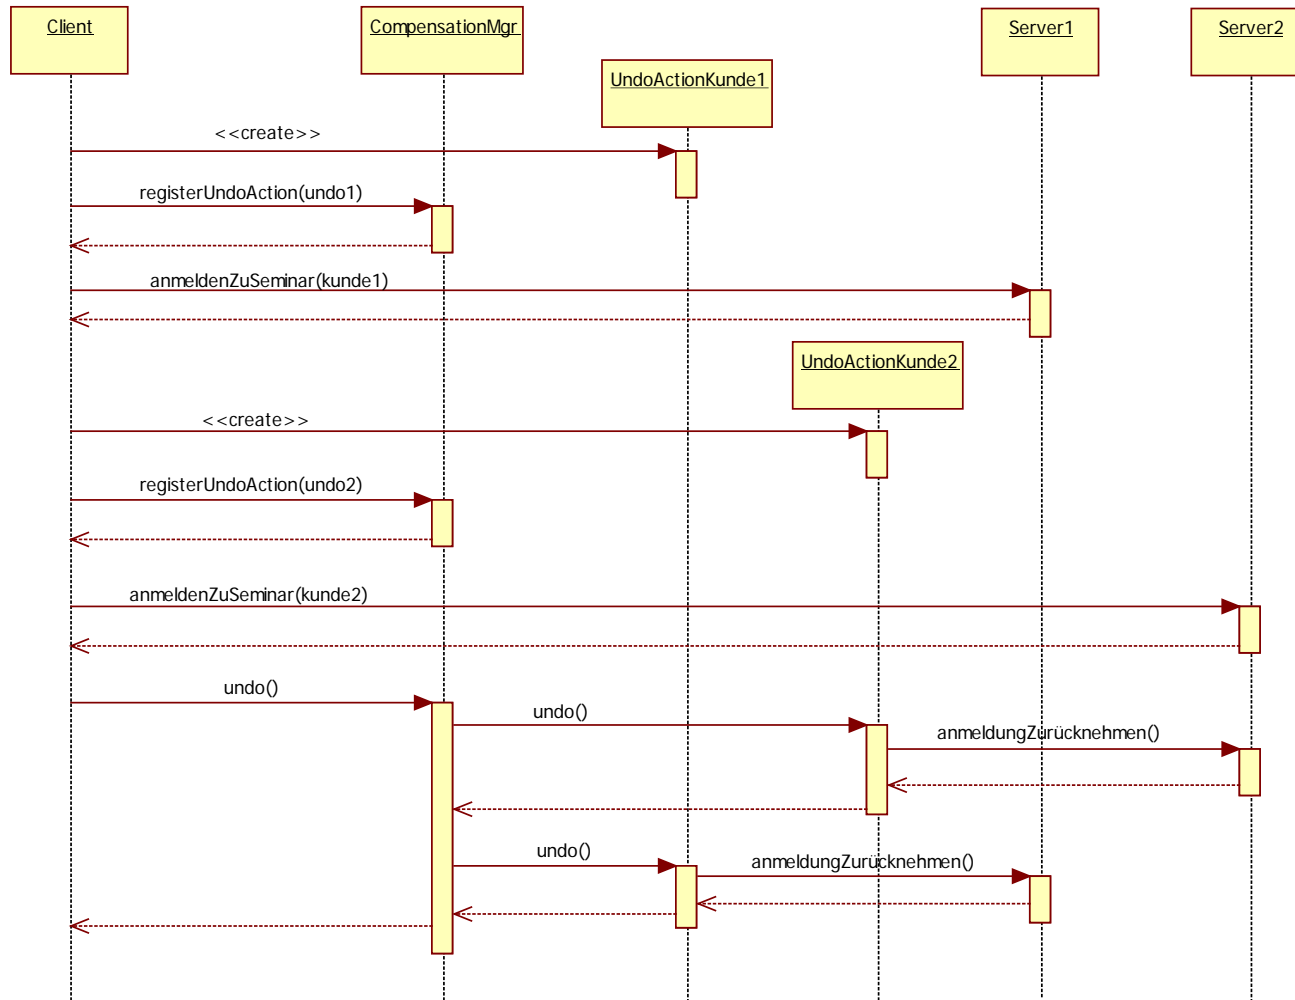 Client
CompensationMgr
Server1
Server2
UndoActionKunde1
<<create>>
registerUndoAction(undo1)
anmeldenZuSeminar(kunde1)
UndoActionKunde2
<<create>>
registerUndoAction(undo2)
anmeldenZuSeminar(kunde2)
undo()
undo()
anmeldungZurücknehmen()
undo()
anmeldungZurücknehmen()